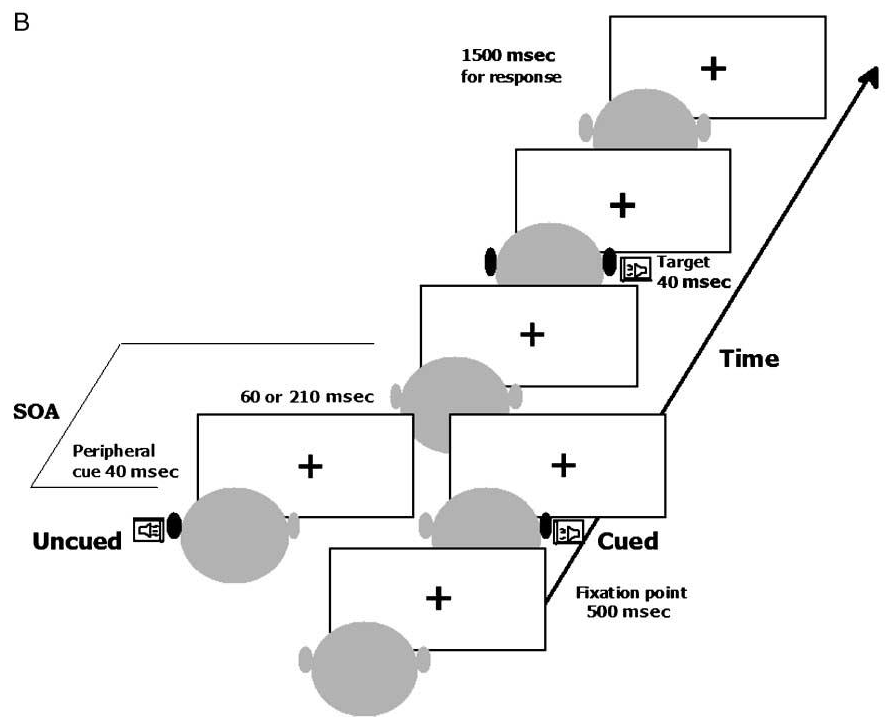 B
1500 msec
for response
Target
40 msec
Time
60 or 210 msec
SOA
Peripheral
cue 40 msec
Uncued
Cued
Fixation point
500 msec